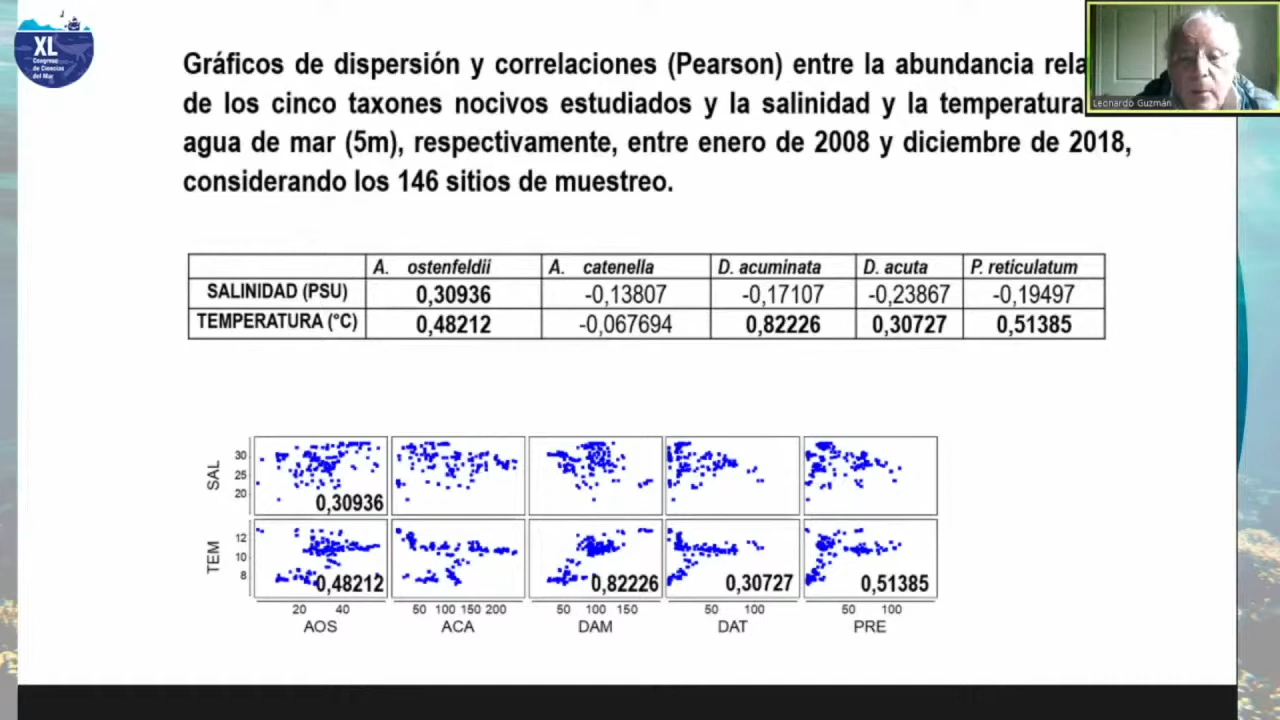 XL
Congreso
de Ciencias
del Mar
Gráficos de dispersión y correlaciones (Pearson) entre la abundancia
de los cinco taxones nocivos estudiados y la salinidad y la temperatura
agua de mar (5m), respectivamente, entre enero de 2008 y diciembre de 2018,
considerando los 146 sitios de muestreo.
Leonardo Guzmán
A. ostenfeldii A. catenella D. acuminata D. acuta P. reticulatum
SALINIDAD (PSU) 0,30936 -0,13807 -0,17107 -0,23867 -0,19497
TEMPERATURA (°C) 0,48212 -0,067694 0,82226 0,30727 0,51385
SAL
30
25
20
0,30936
TEM
12
10
8
0,48212 0,82226 0,30727 0,51385
20 40 50 100 150 200 50 100 150 50 100 50 100
AOS ACA DAM DAT PRE